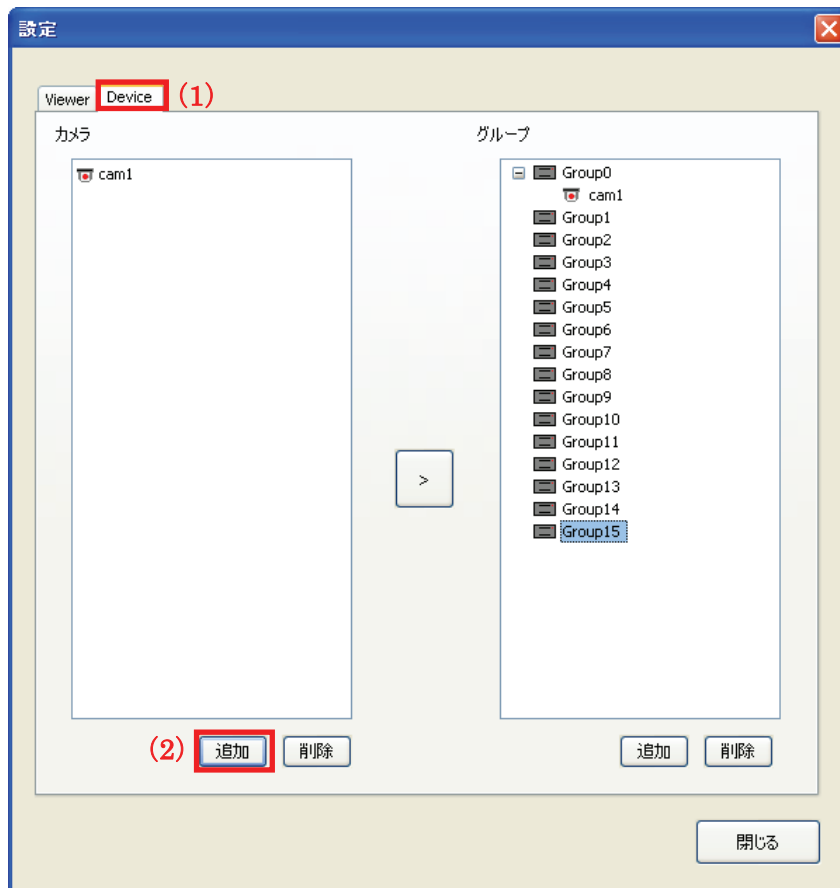 設定
Viewer Device (1)
カメラ
グループ
cam1
Group0
cam1
Group1
Group2
Group3
Group4
Group5
Group6
Group7
Group8
Group9
Group10
Group11
Group12
Group13
Group14
Group15
>
(2) 追加 削除
追加 削除
閉じる